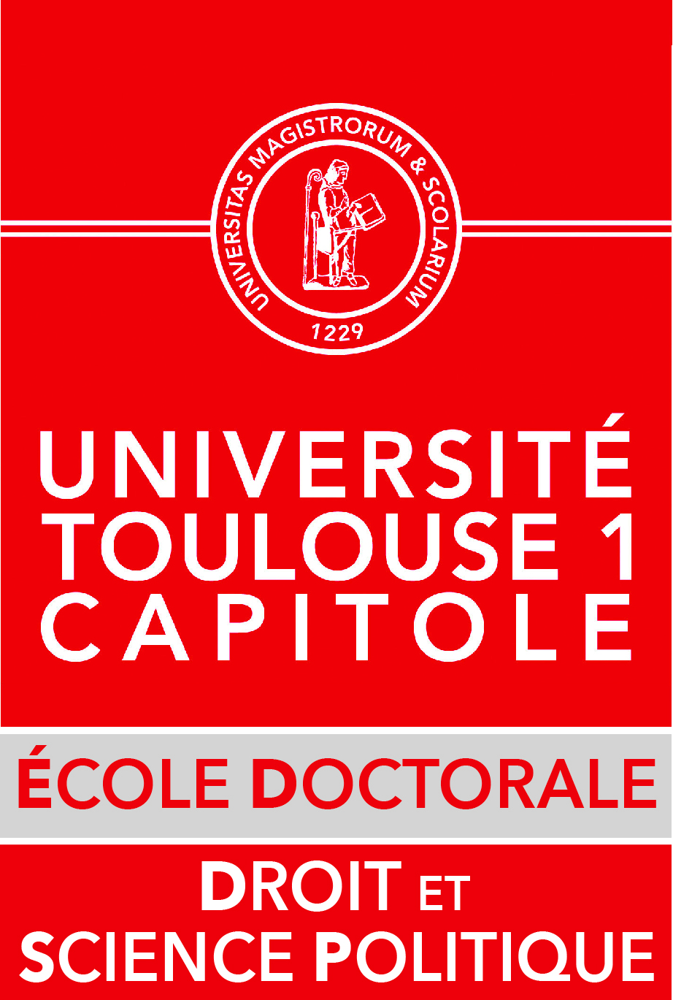 UNIVERSITAS MAGISTRORUM & SCOLARIUM
1229
UNIVERSITÉ
TOULOUSE 1
CAPITOLE
ÉCOLE DOCTORALE
DROIT ET
SCIENCE POLITIQUE